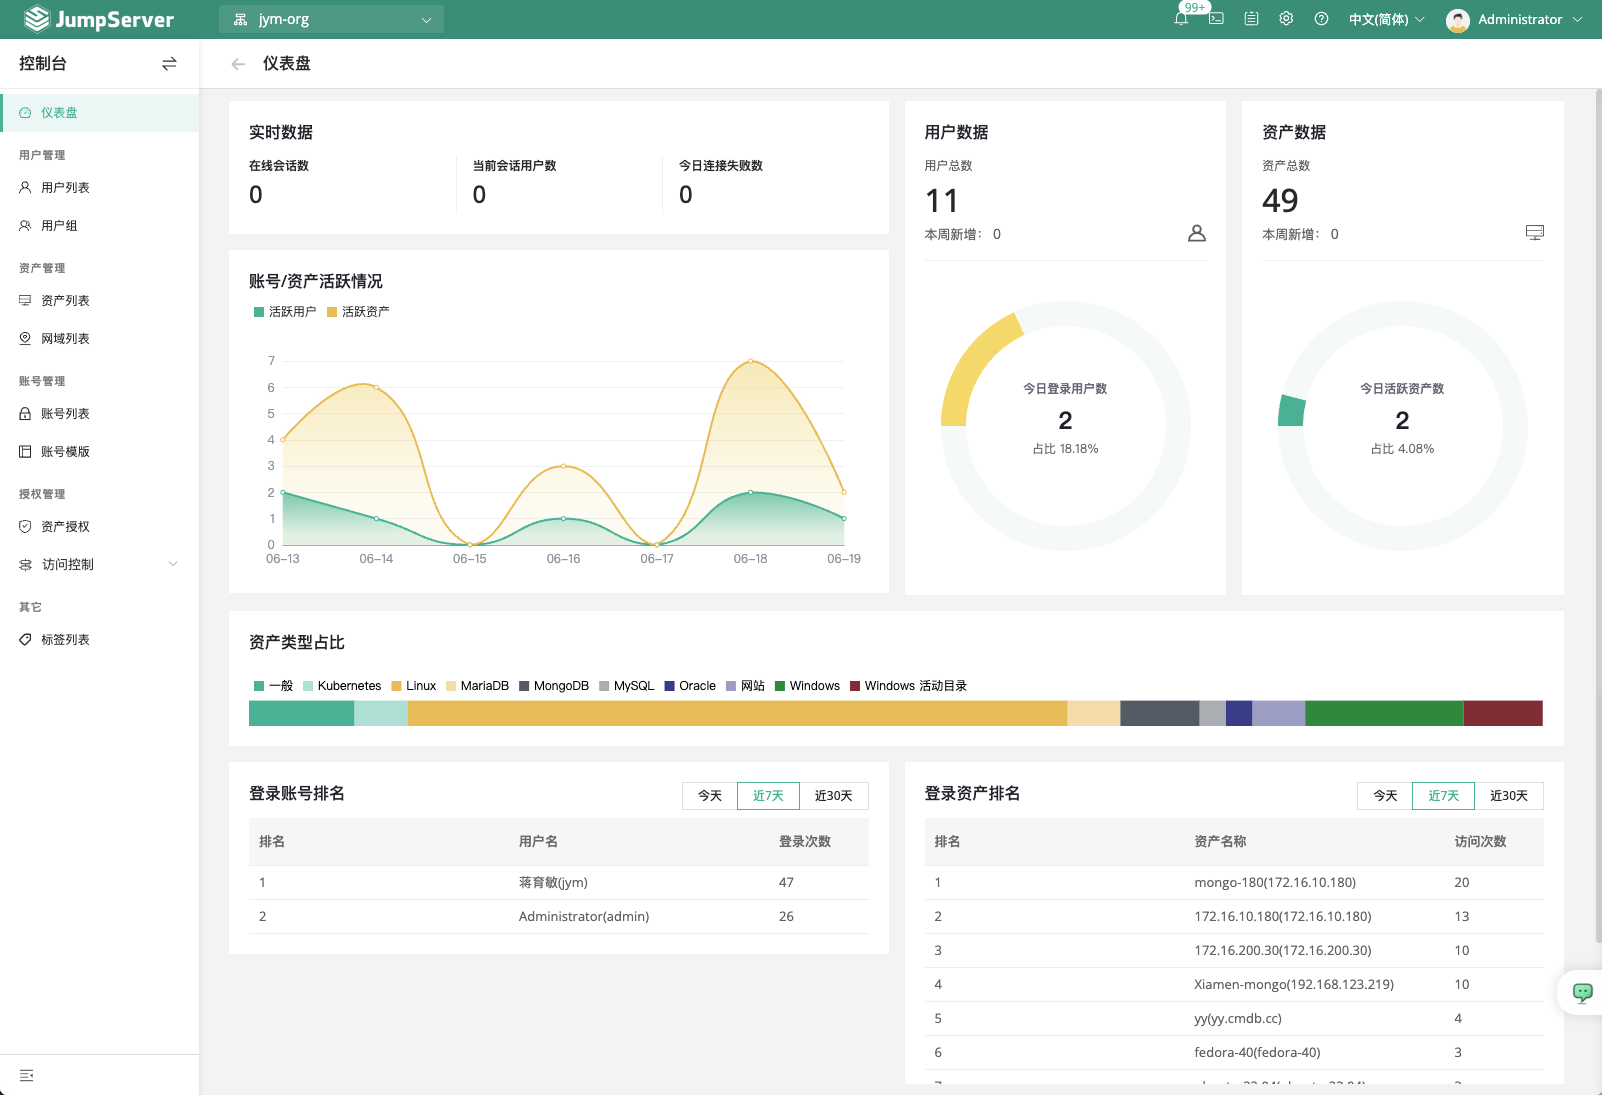 JumpServer
jym-org
99+
中文(简体)
Administrator
控制台
仪表盘
仪表盘
用户管理
用户列表
用户组
资产管理
资产列表
网域列表
账号管理
账号列表
账号模版
授权管理
资产授权
访问控制
其它
标签列表
实时数据
在线会话数
当前会话用户数
今日连接失败数
0
0
0
用户数据
用户总数
11
本周新增： 0
今日登录用户数
2
占比 18.18%
资产数据
资产总数
49
本周新增： 0
今日活跃资产数
2
占比 4.08%
账号/资产活跃情况
活跃用户 活跃资产
7
6
5
4
3
2
1
0
06-13 06-14 06-15 06-16 06-17 06-18 06-19
资产类型占比
一般 Kubernetes Linux MariaDB MongoDB MySQL Oracle 网站 Windows Windows 活动目录
登录账号排名
今天 近7天 近30天
排名 用户名 登录次数
1 蒋育敏(jym) 47
2 Administrator(admin) 26
登录资产排名
今天 近7天 近30天
排名 资产名称 访问次数
1 mongo-180(172.16.10.180) 20
2 172.16.10.180(172.16.10.180) 13
3 172.16.200.30(172.16.200.30) 10
4 Xiamen-mongo(192.168.123.219) 10
5 yy(yy.cmdb.cc) 4
6 fedora-40(fedora-40) 3